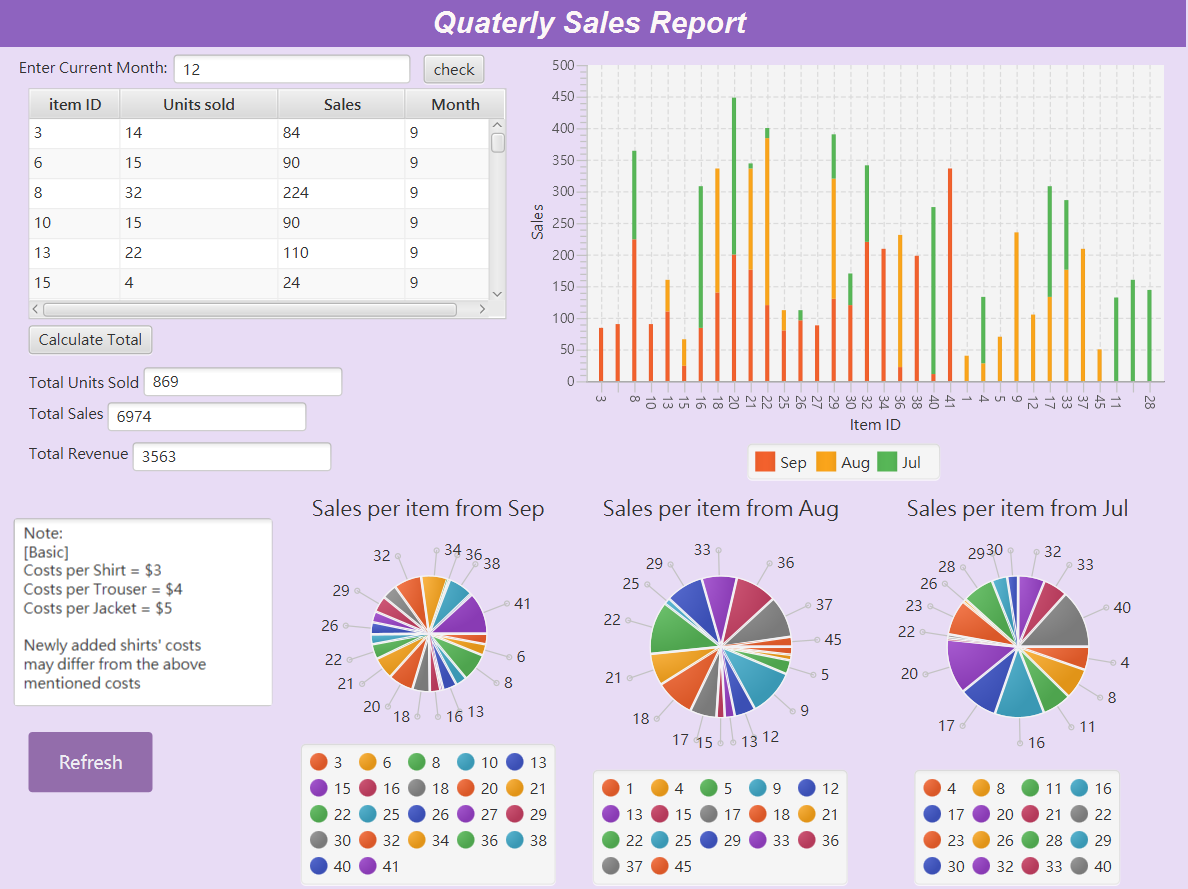 Quaterly Sales Report
Enter Current Month: 12 check
item ID Units sold Sales Month
3 14 84 9
6 15 90 9
8 32 224 9
10 15 90 9
13 22 110 9
15 4 24 9
Calculate Total
Total Units Sold 869
Total Sales 6974
Total Revenue 3563
500
450
400
350
300
250
200
150
100
50
0
Sales
3 8 10 13 15 16 18 20 21 22 25 26 27 29 30 32 34 36 38 40 41 1 4 5 9 12 17 33 37 45 11 28
Item ID
Sep Aug Jul
Note:
[Basic]
Costs per Shirt = $3
Costs per Trouser = $4
Costs per Jacket = $5
Newly added shirts' costs
may differ from the above
mentioned costs
Refresh
Sales per item from Sep
32 34 36 38
29 41
26 6
22 8
21
20 18 16 13
3 6 8 10 13
15 16 18 20 21
22 25 26 27 29
30 32 34 36 38
40 41
Sales per item from Aug
33 36
29
25 37
22 45
21 5
18 9
17 15 13 12
1 4 5 9 12
13 15 17 18 21
22 25 29 33 36
37 45
Sales per item from Jul
29 30 32
28 33
26
23 40
22 4
20 8
17 11
16
4 8 11 16
17 20 21 22
23 26 28 29
30 32 33 40